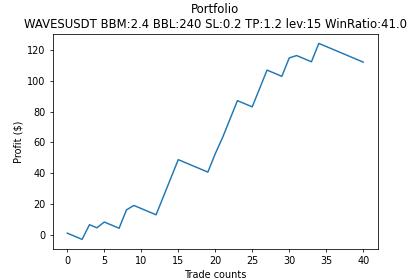 Portfolio
WAVESUSDT BBM:2.4 BBL:240 SL:0.2 TP:1.2 lev:15 WinRatio:41.0
120
100
80
60
40
20
0
Profit ($)
0 5 10 15 20 25 30 35 40
Trade counts